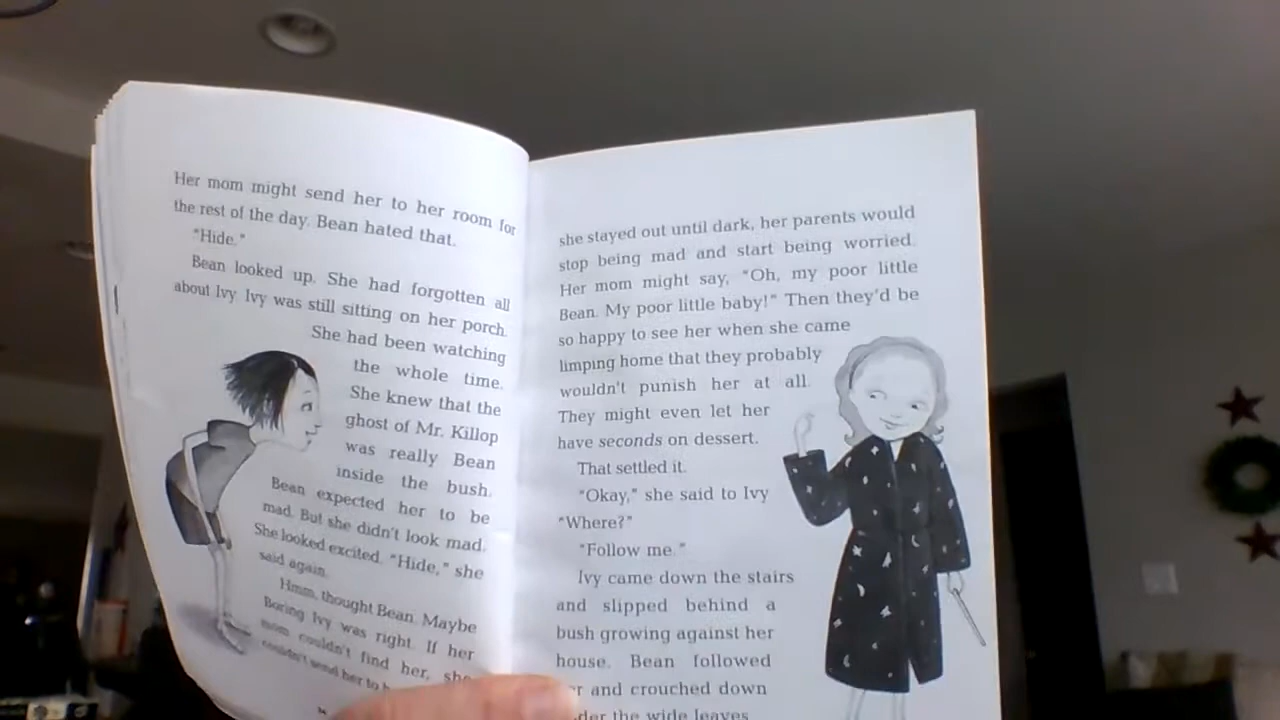 Her mom might send her to her room for
the rest of the day. Bean hated that.
"Hide."
Bean looked up. She had forgotten all
about Ivy. Ivy was still sitting on her porch.
She had been watching
the whole time.
She knew that the
ghost of Mr. Killop
was really Bean
inside the bush.
Bean expected her to be
mad. But she didn't look mad.
She looked excited. "Hide," she
said again.
Hmm, thought Bean. Maybe
Boring Ivy was right. If her
mom couldn't find her, she
couldn't send her to h
she stayed out until dark, her parents would
stop being mad and start being worried.
Her mom might say, "Oh, my poor little
Bean. My poor little baby!" Then they'd be
so happy to see her when she came
limping home that they probably
wouldn't punish her at all.
They might even let her
have seconds on dessert.
That settled it.
"Okay," she said to Ivy
"Where?"
"Follow me."
Ivy came down the stairs
and slipped behind a
bush growing against her
house. Bean followed
and crouched down
the wide leaves